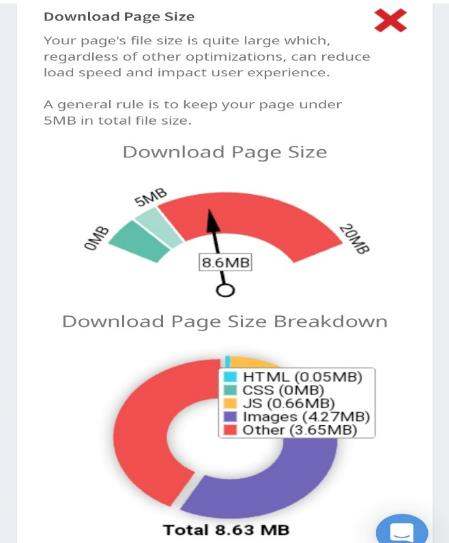 Download Page Size
Your page's file size is quite large which,
regardless of other optimizations, can reduce
load speed and impact user experience.
A general rule is to keep your page under
5MB in total file size.
Download Page Size
0MB
5MB
20MB
8.6MB
Download Page Size Breakdown
HTML (0.05MB)
CSS (0MB)
JS (0.66MB)
Images (4.27MB)
Other (3.65MB)
Total 8.63 MB